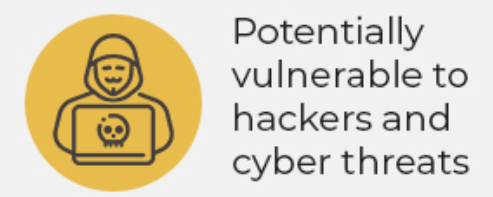 Potentially
vulnerable to
hackers and
cyber threats